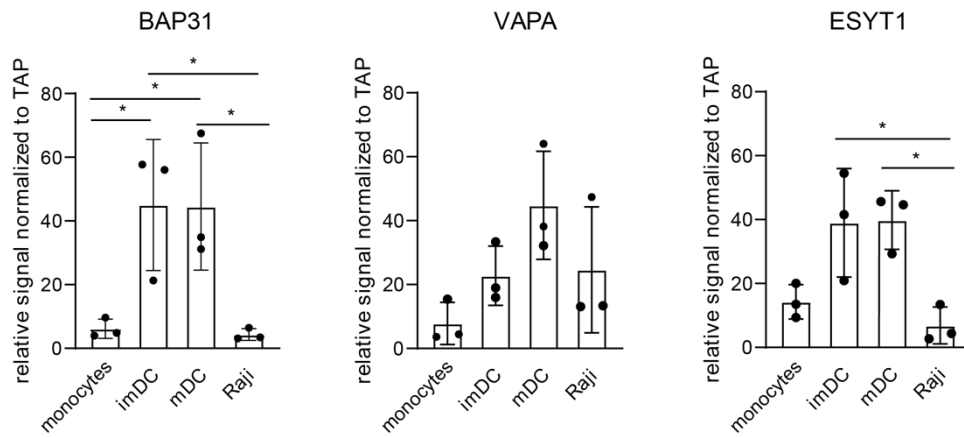 BAP31
relative signal normalized to TAP
80
60
40
20
0
* * * *
monocytes imDC mDC Raji
VAPA
relative signal normalized to TAP
80
60
40
20
0
monocytes imDC mDC Raji
ESYT1
relative signal normalized to TAP
80
60
40
20
0
* *
monocytes imDC mDC Raji